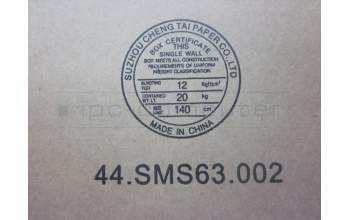 SUZHOU CHENG TAI PAPER CO.,LTD
BOX CERTIFICATE
THIS
SINGLE WALL
BOX MEETS ALL CONSTRUCTION
REQUIREMENTS OF UNIFORM
FREIGHT CLASSIFICATION
BURSTING TEST 12 kgf/cm²
CONTAINED WT LT. 20 kg
SIZE LIMIT 140 cm
MADE IN CHINA
44.SMS63.002